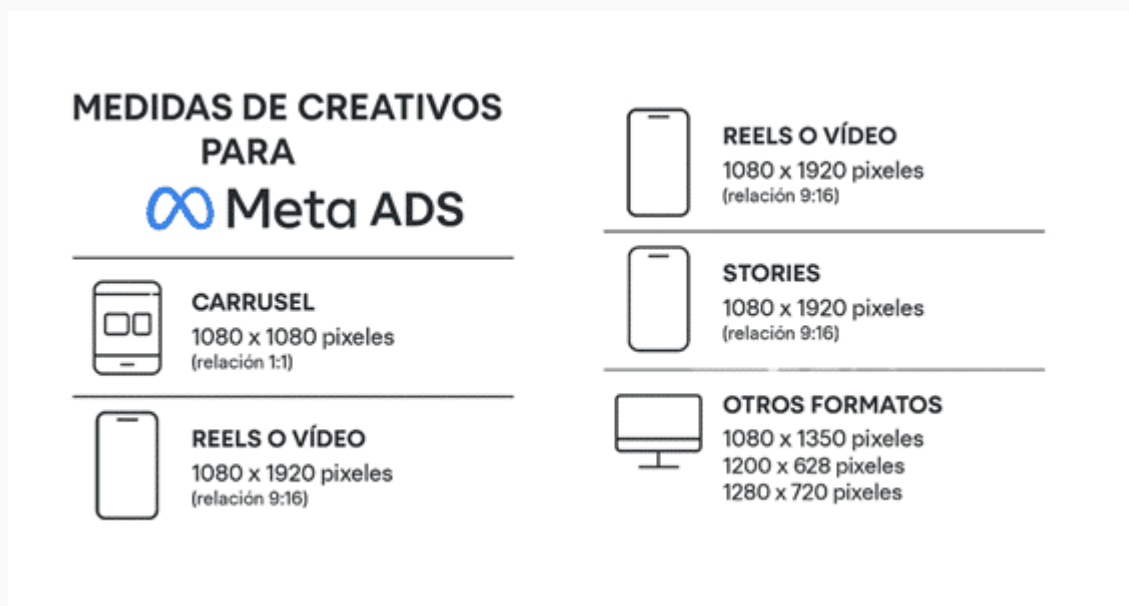 MEDIDAS DE CREATIVOS
PARA
Meta ADS
CARRUSEL
1080 x 1080 pixeles
(relación 1:1)
REELS O VÍDEO
1080 x 1920 pixeles
(relación 9:16)
REELS O VÍDEO
1080 x 1920 pixeles
(relación 9:16)
STORIES
1080 x 1920 pixeles
(relación 9:16)
OTROS FORMATOS
1080 x 1350 pixeles
1200 x 628 pixeles
1280 x 720 pixeles